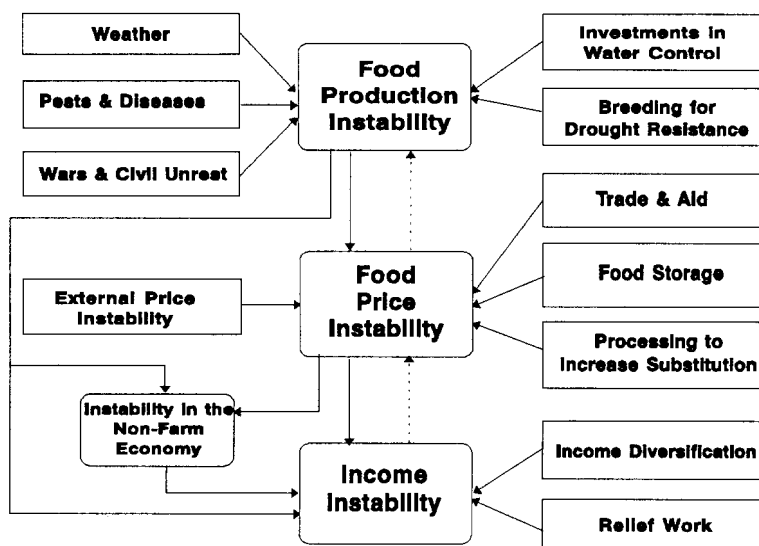 Weather
Pests & Diseases
Wars & Civil Unrest
Food
Production
Instability
Investments in
Water Control
Breeding for
Drought Resistance
External Price
Instability
Food
Price
Instability
Trade & Aid
Food Storage
Processing to
Increase Substitution
Instability in the
Non-Farm
Economy
Income
Instability
Income Diversification
Relief Work